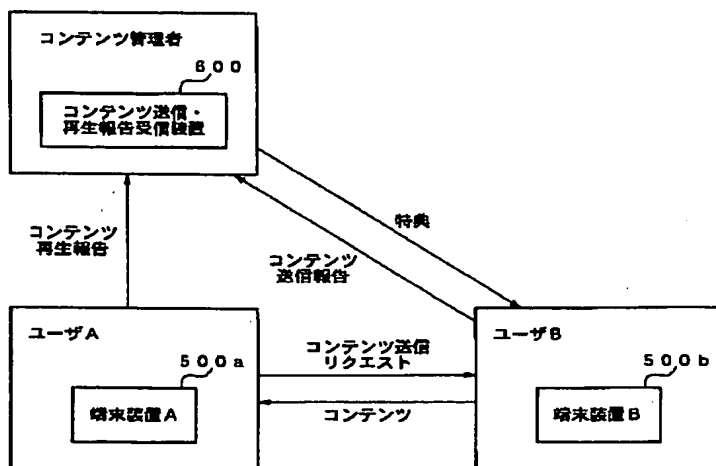 コンテンツ管理者
600
コンテンツ送信・
再生報告受信装置
コンテンツ
再生報告
特典
コンテンツ
送信報告
ユーザA
500a
端末装置A
コンテンツ送信
リクエスト
コンテンツ
ユーザB
500b
端末装置B